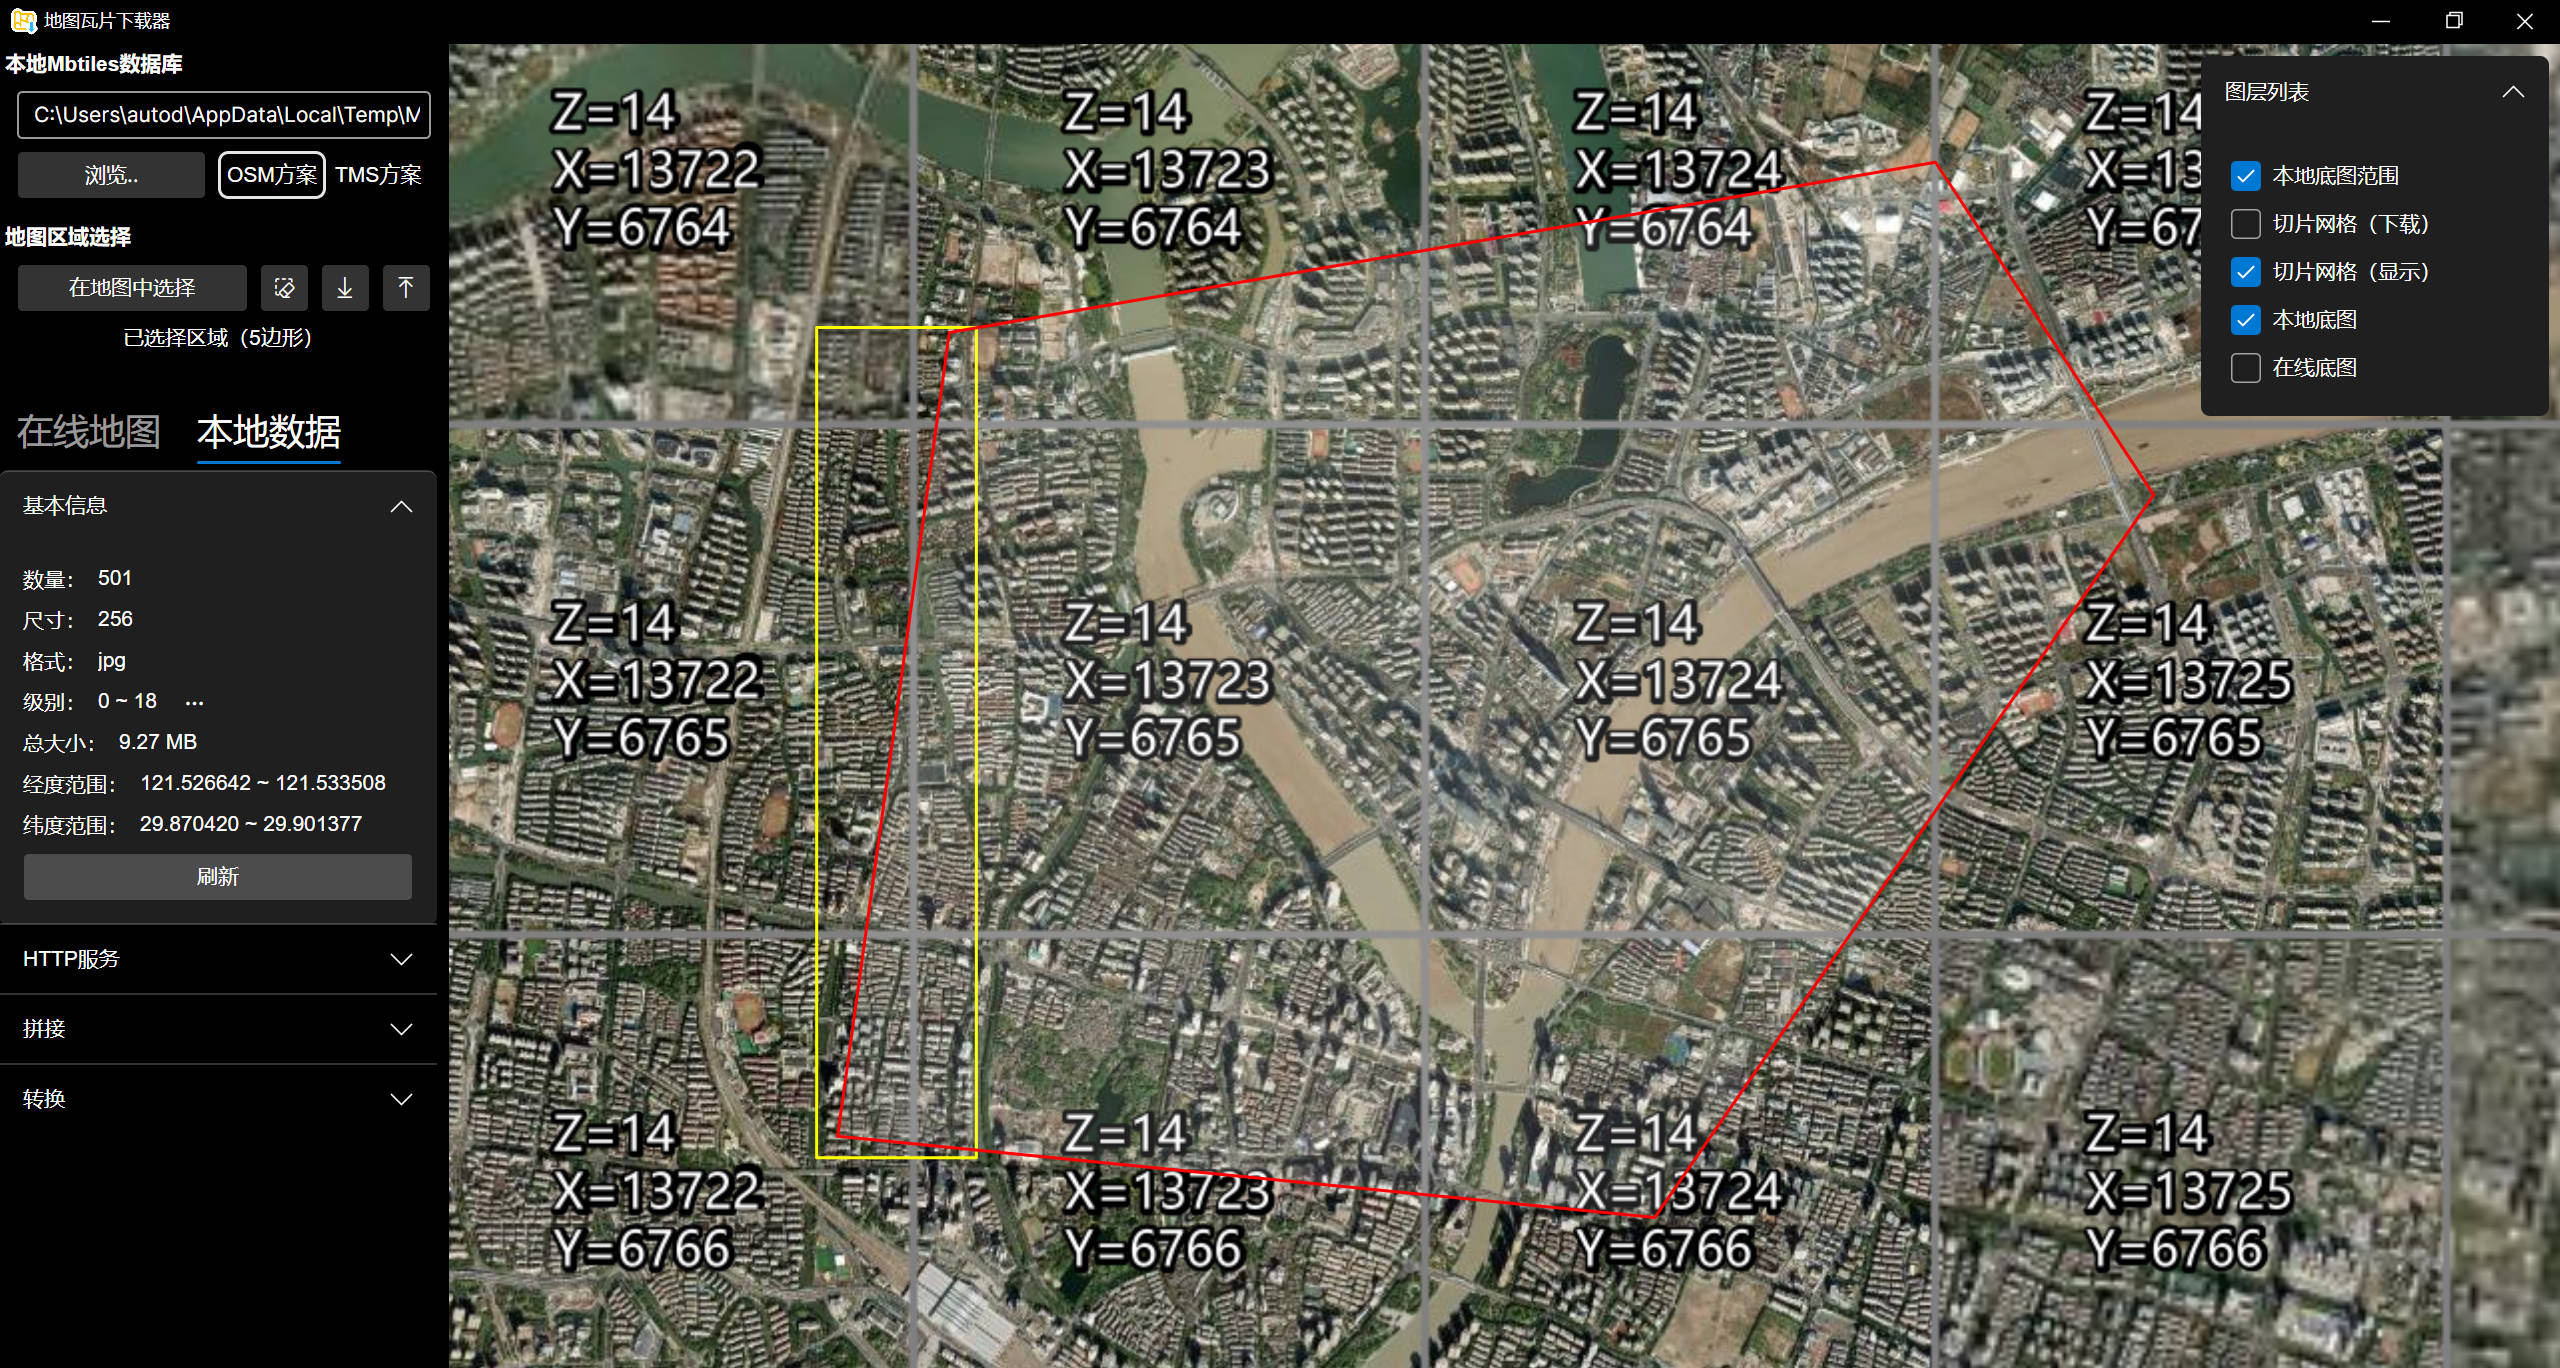 地图瓦片下载器
本地Mbtiles数据库
C:\Users\autod\AppData\Local\Temp\M
浏览..
OSM方案
TMS方案
地图区域选择
在地图中选择
已选择区域（5边形）
在线地图
本地数据
基本信息
数量： 501
尺寸： 256
格式： jpg
级别： 0 ~ 18 ···
总大小： 9.27 MB
经度范围： 121.526642 ~ 121.533508
纬度范围： 29.870420 ~ 29.901377
刷新
HTTP服务
拼接
转换
Z=14
X=13722
Y=6764
Z=14
X=13723
Y=6764
Z=14
X=13724
Y=6764
Z=14
X=13
Y=67
Z=14
X=13722
Y=6765
Z=14
X=13723
Y=6765
Z=14
X=13724
Y=6765
Z=14
X=13725
Y=6765
Z=14
X=13722
Y=6766
Z=14
X=13723
Y=6766
Z=14
X=13724
Y=6766
Z=14
X=13725
Y=6766
图层列表
本地底图范围
切片网格（下载）
切片网格（显示）
本地底图
在线底图